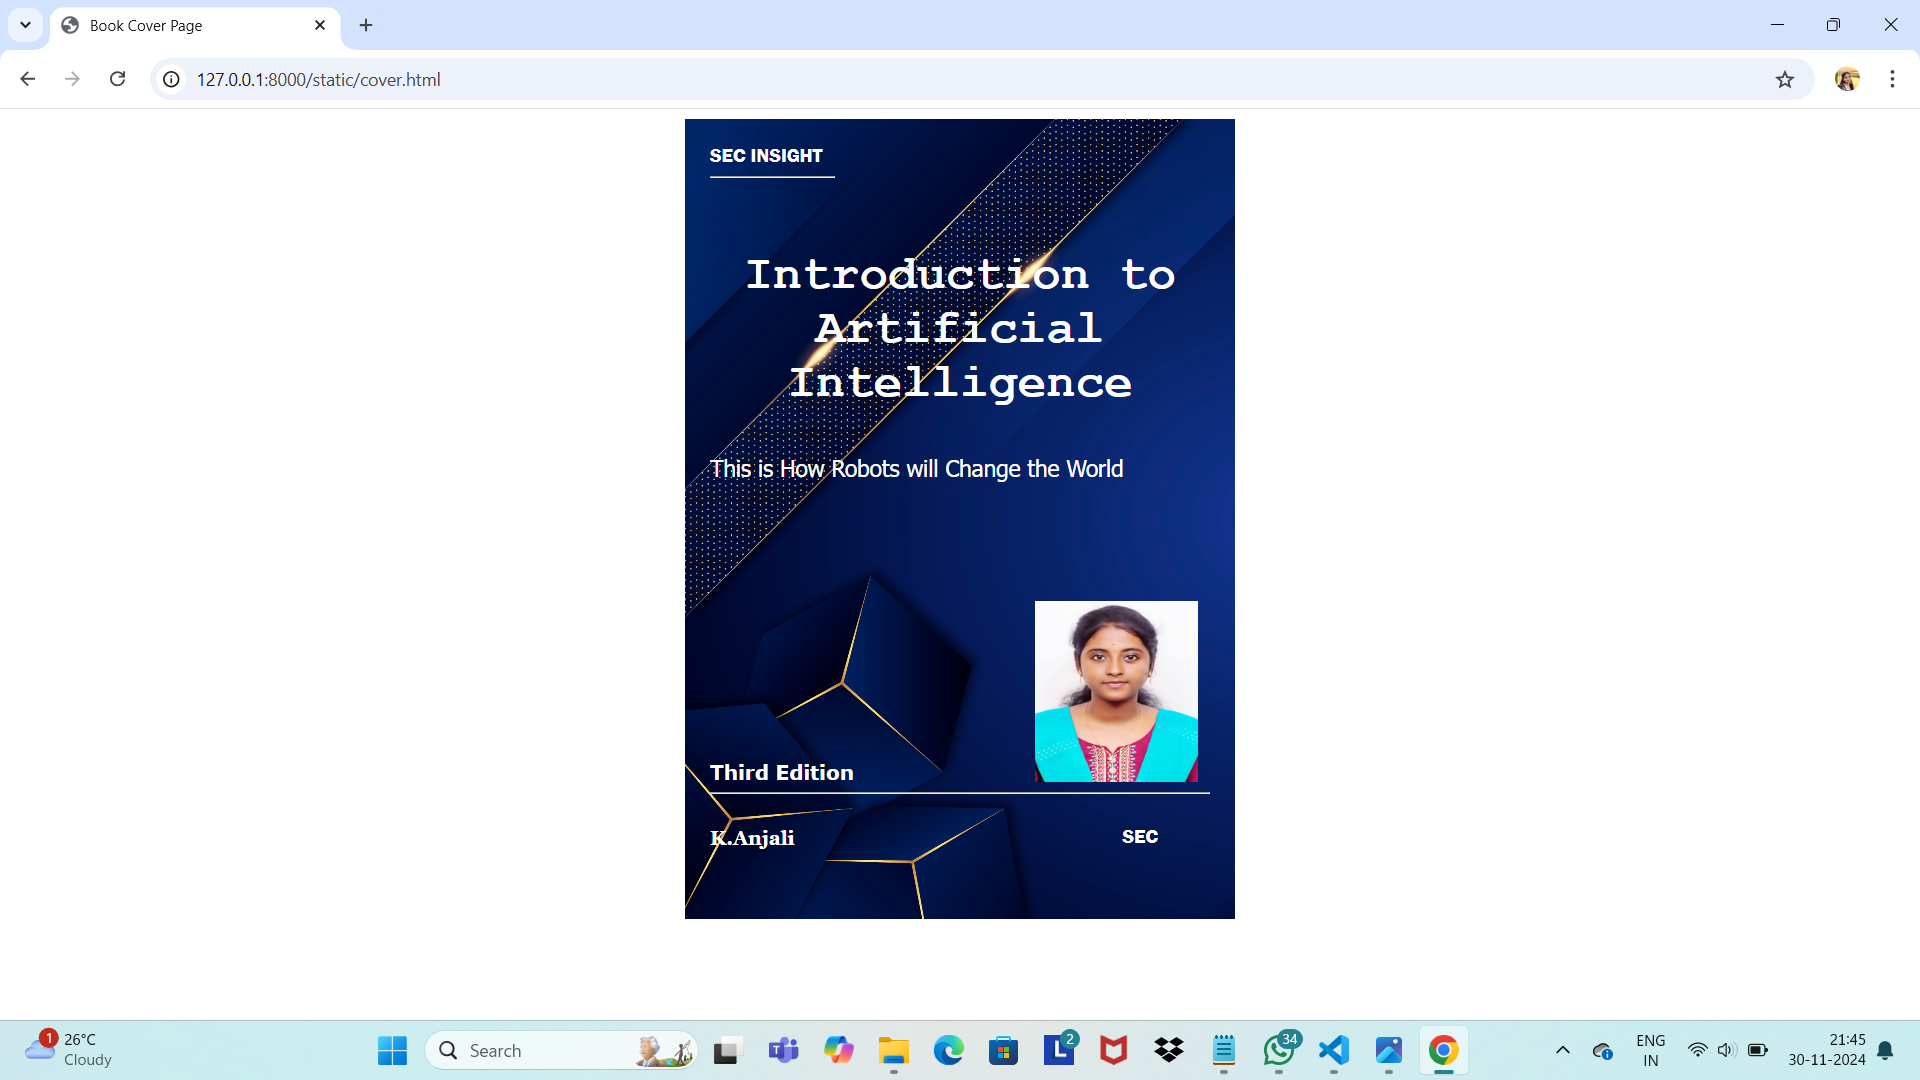 Book Cover Page
127.0.0.1:8000/static/cover.html
SEC INSIGHT
Introduction to
Artificial
Intelligence
This is How Robots will Change the World
Third Edition
K.Anjali
SEC
1
26°C
Cloudy
Search
2
34
ENG
IN
21:45
30-11-2024